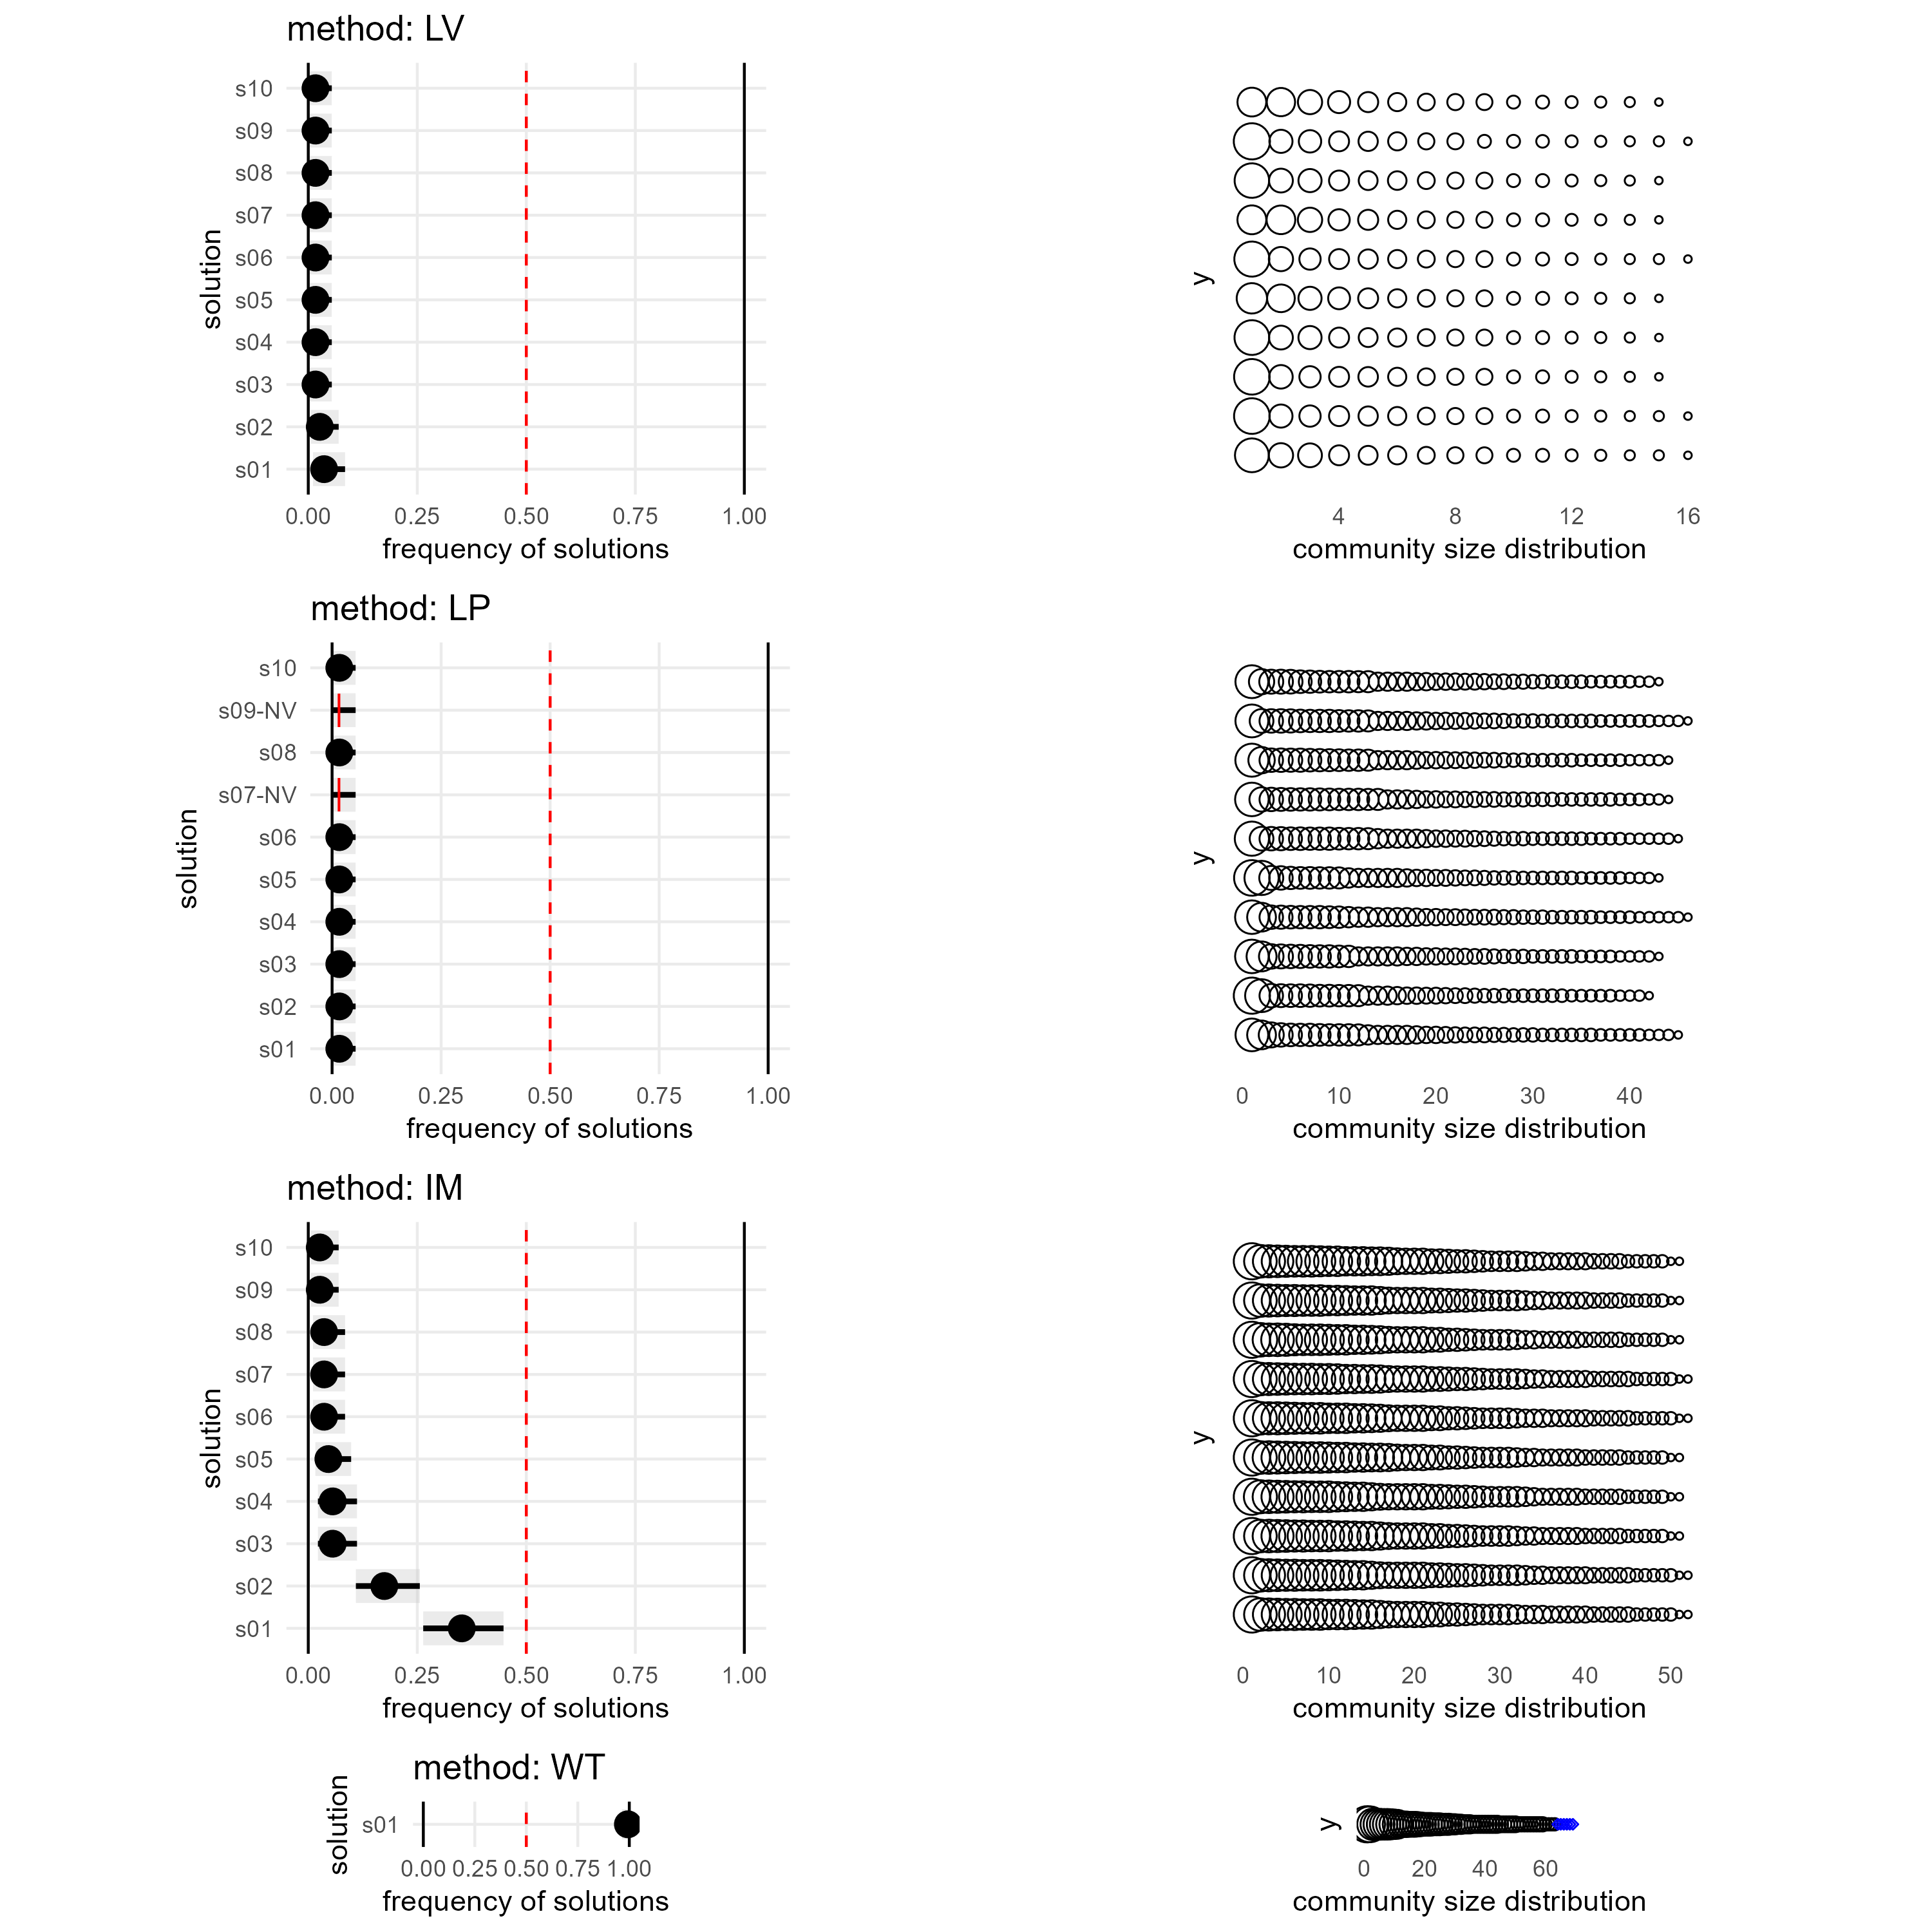 method: LV
solution
s10
s09
s08
s07
s06
s05
s04
s03
s02
s01
0.00 0.25 0.50 0.75 1.00
frequency of solutions
y
4 8 12 16
community size distribution
method: LP
solution
s10
s09-NV
s08
s07-NV
s06
s05
s04
s03
s02
s01
0.00 0.25 0.50 0.75 1.00
frequency of solutions
y
0 10 20 30 40
community size distribution
method: IM
solution
s10
s09
s08
s07
s06
s05
s04
s03
s02
s01
0.00 0.25 0.50 0.75 1.00
frequency of solutions
y
0 10 20 30 40 50
community size distribution
method: WT
solution
s01
0.00 0.25 0.50 0.75 1.00
frequency of solutions
y
0 20 40 60
community size distribution